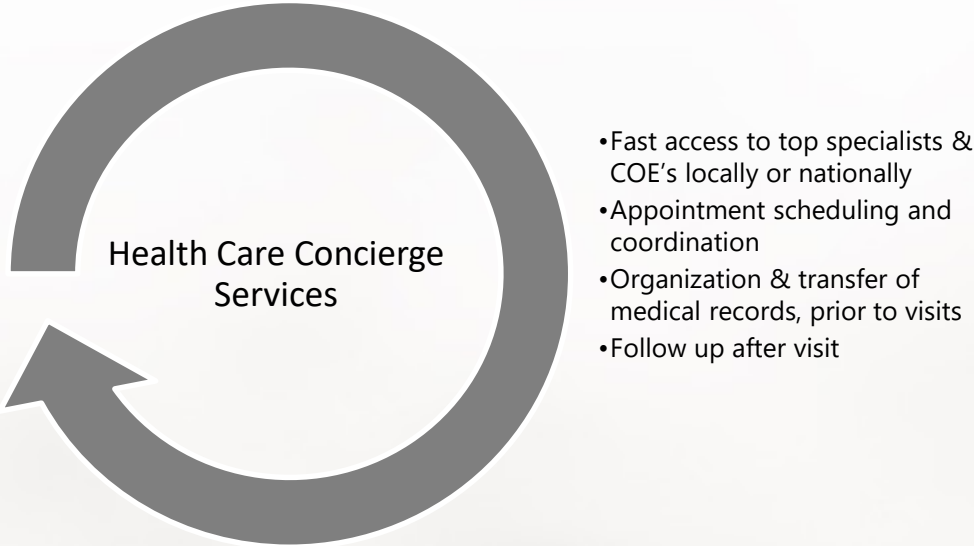 Health Care Concierge
Services
•Fast access to top specialists &
COE’s locally or nationally
•Appointment scheduling and
coordination
•Organization & transfer of
medical records, prior to visits
•Follow up after visit